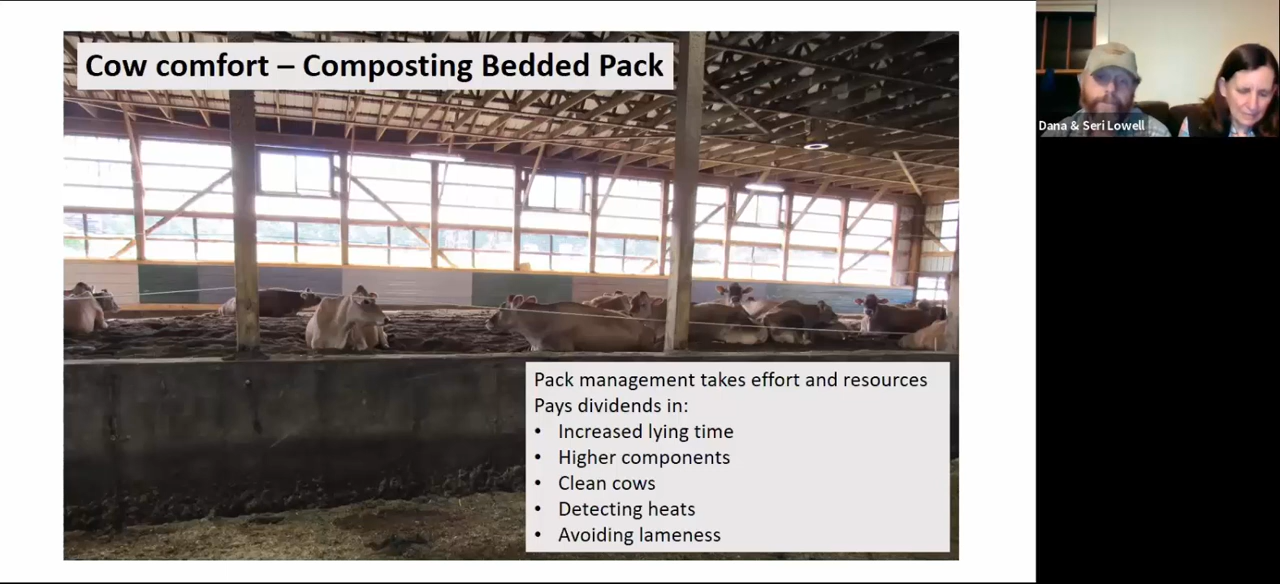 Cow comfort – Composting Bedded Pack
Dana & Seri Lowell
Pack management takes effort and resources
Pays dividends in:
• Increased lying time
• Higher components
• Clean cows
• Detecting heats
• Avoiding lameness